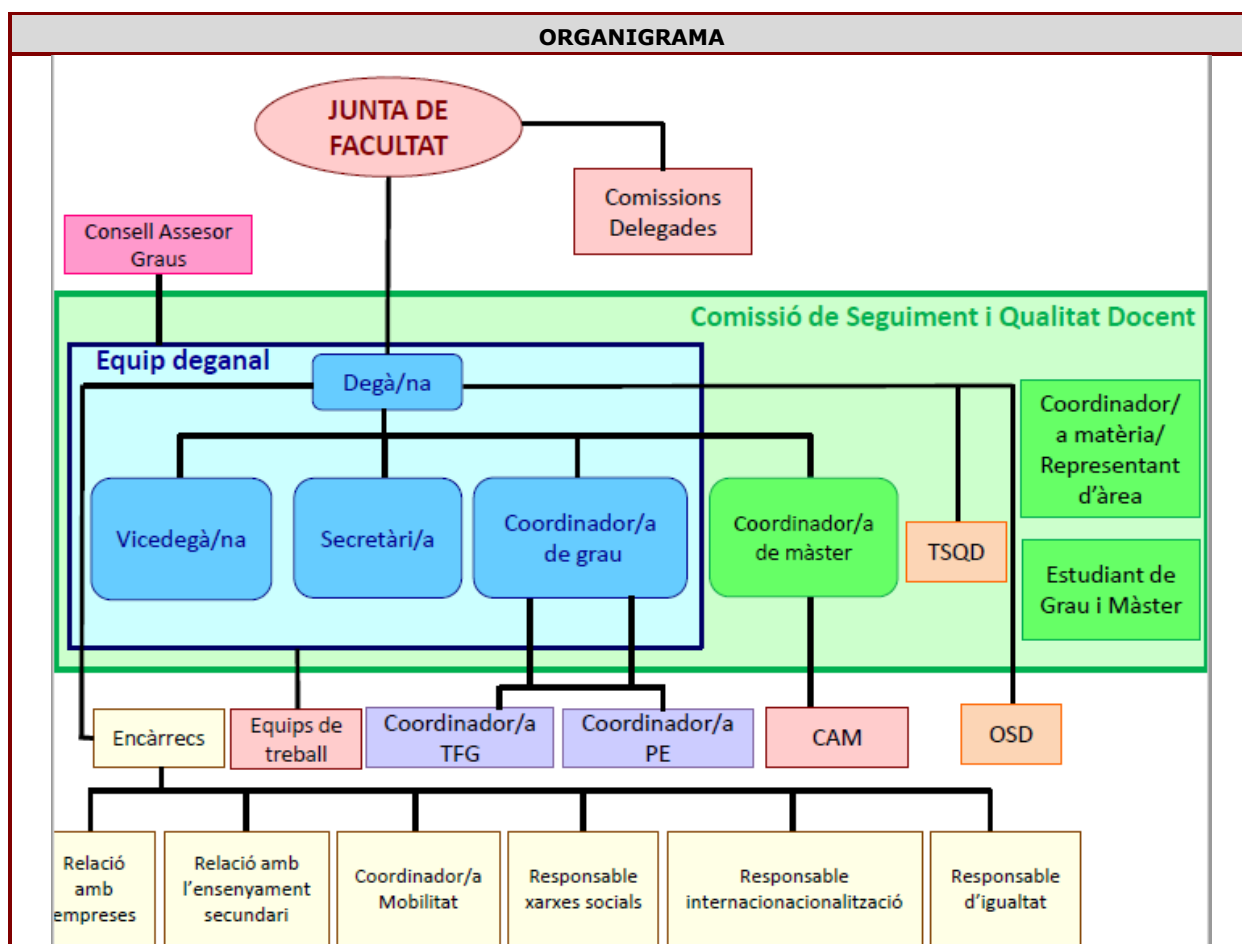 ORGANIGRAMA
JUNTA DE
FACULTAT
Comissions
Delegades
Consell Assesor
Graus
Comissió de Seguiment i Qualitat Docent
Equip deganal
Degà/na
Coordinador/
a matèria/
Representant
d'àrea
Vicedegà/na
Secretàri/a
Coordinador/a
de grau
Coordinador/a
de màster
TSQD
Estudiant de
Grau i Màster
Encàrrecs
Equips de
treball
Coordinador/a
TFG
Coordinador/a
PE
CAM
OSD
Relació
amb
empreses
Relació amb
l'ensenyament
secundari
Coordinador/a
Mobilitat
Responsable
xarxes socials
Responsable
internacionacionalització
Responsable
d'igualtat